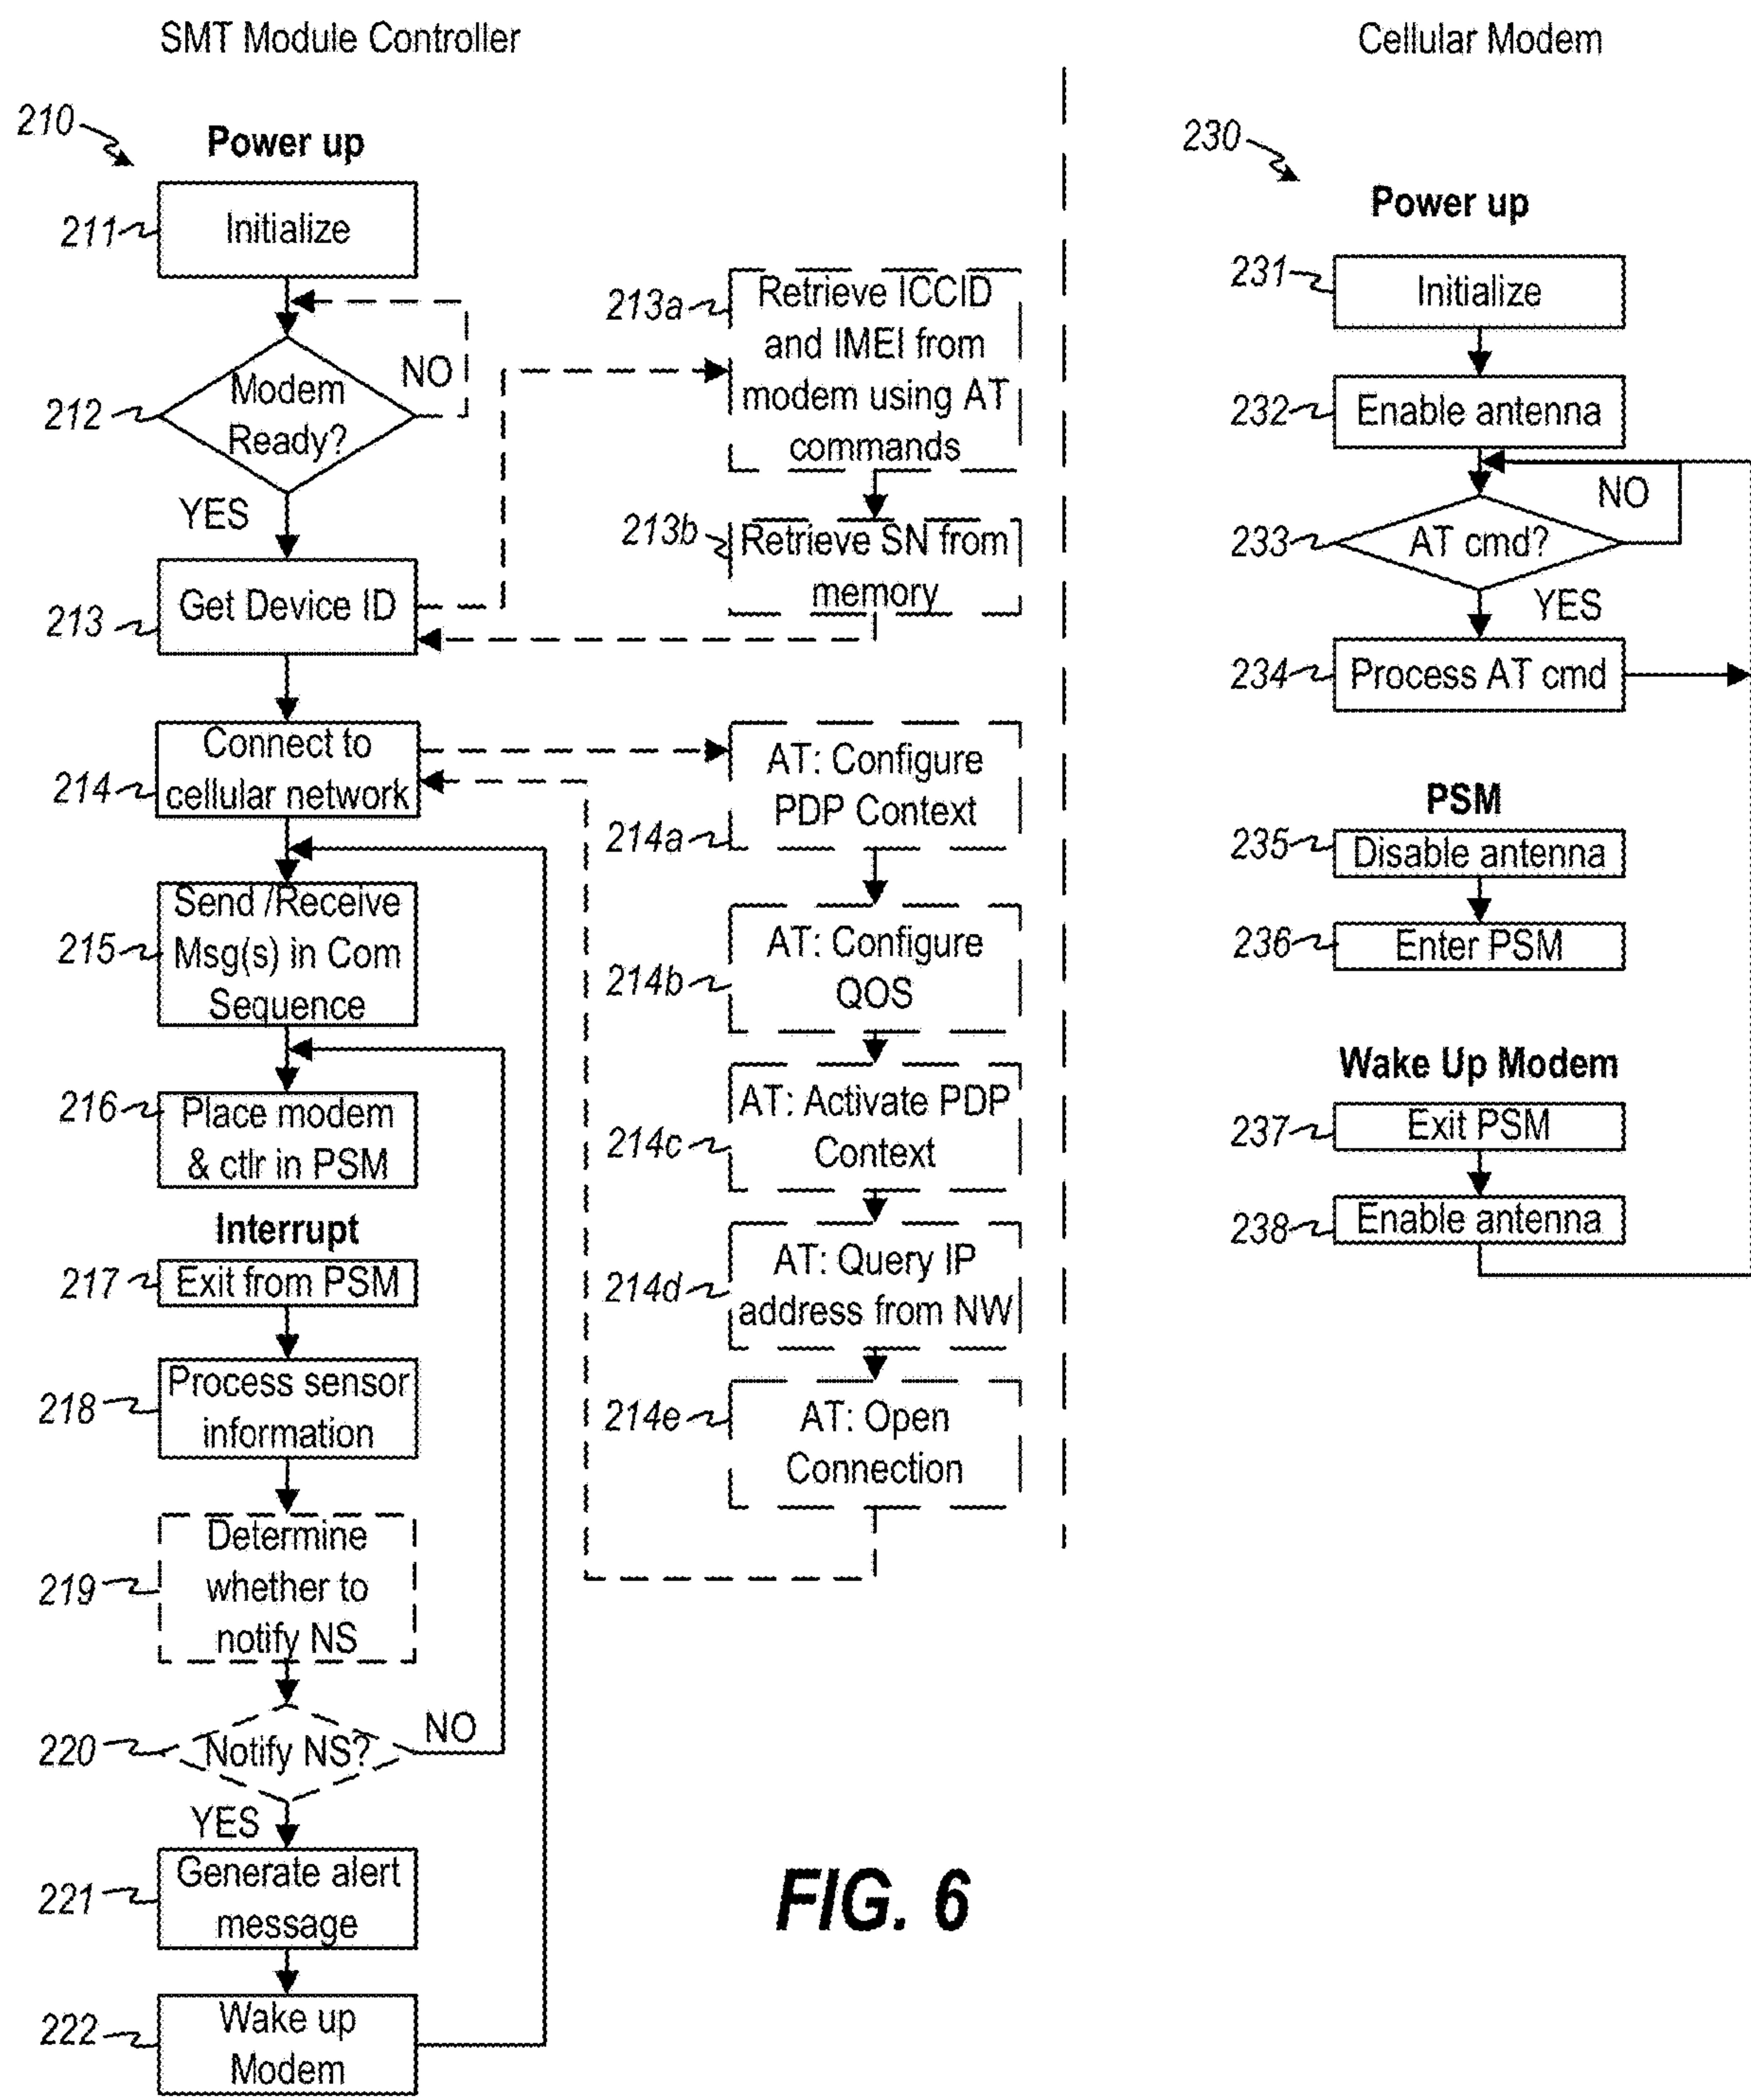 SMT Module Controller
Cellular Modem
210
Power up
211
Initialize
212
Modem
Ready?
NO
YES
213
Get Device ID
213a
Retrieve ICCID
and IMEI from
modem using AT
commands
213b
Retrieve SN from
memory
214
Connect to
cellular network
214a
AT: Configure
PDP Context
214b
AT: Configure
QOS
214c
AT: Activate PDP
Context
214d
AT: Query IP
address from NW
214e
AT: Open
Connection
215
Send /Receive
Msg(s) in Com
Sequence
216
Place modem
& ctlr in PSM
Interrupt
217
Exit from PSM
218
Process sensor
information
219
Determine
whether to
notify NS
220
Notify NS?
NO
YES
221
Generate alert
message
222
Wake up
Modem
230
Power up
231
Initialize
232
Enable antenna
233
AT cmd?
NO
YES
234
Process AT cmd
PSM
235
Disable antenna
236
Enter PSM
Wake Up Modem
237
Exit PSM
238
Enable antenna
FIG. 6